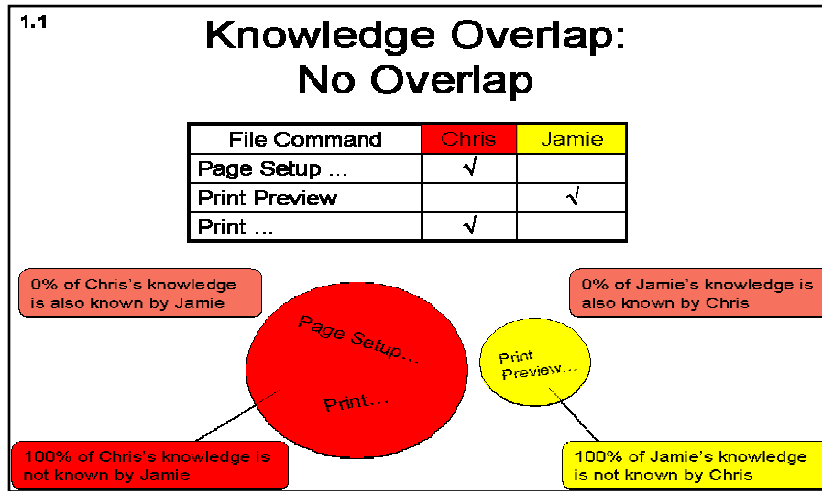 1.1
Knowledge Overlap:
No Overlap
File Command Chris Jamie
Page Setup ... √
Print Preview √
Print ... √
0% of Chris's knowledge
is also known by Jamie
0% of Jamie's knowledge is
also known by Chris
Page Setup...
Print...
Print
Preview...
100% of Chris's knowledge is
not known by Jamie
100% of Jamie's knowledge
is not known by Chris